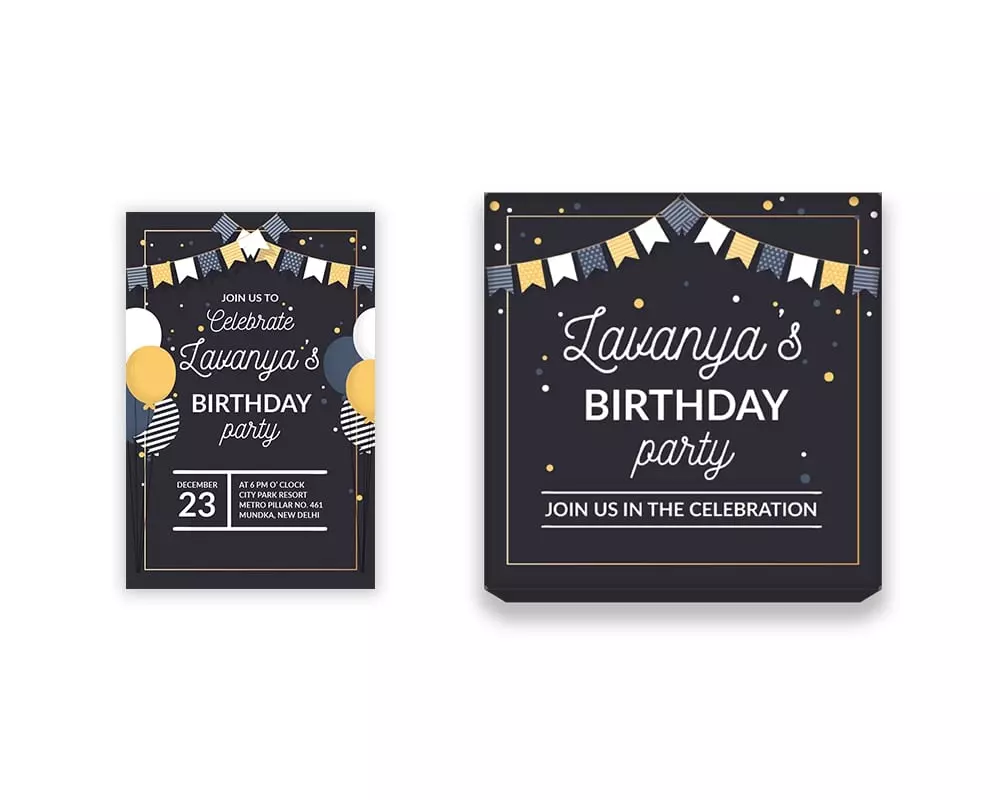 JOIN US TO
Celebrate
Lavanya's
BIRTHDAY
party
DECEMBER
23
AT 6 PM O' CLOCK
CITY PARK RESORT
METRO PILLAR NO. 461
MUNDKA, NEW DELHI
Lavanya's
BIRTHDAY
party
JOIN US IN THE CELEBRATION